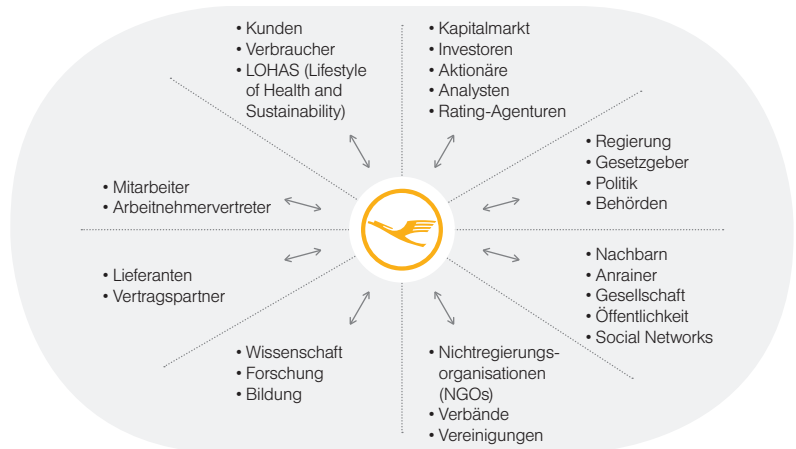 • Kunden
• Verbraucher
• LOHAS (Lifestyle
of Health and
Sustainability)
• Kapitalmarkt
• Investoren
• Aktionäre
• Analysten
• Rating-Agenturen
• Regierung
• Gesetzgeber
• Politik
• Behörden
• Mitarbeiter
• Arbeitnehmervertreter
• Nachbarn
• Anrainer
• Gesellschaft
• Öffentlichkeit
• Social Networks
• Lieferanten
• Vertragspartner
• Wissenschaft
• Forschung
• Bildung
• Nichtregierungs-
organisationen
(NGOs)
• Verbände
• Vereinigungen